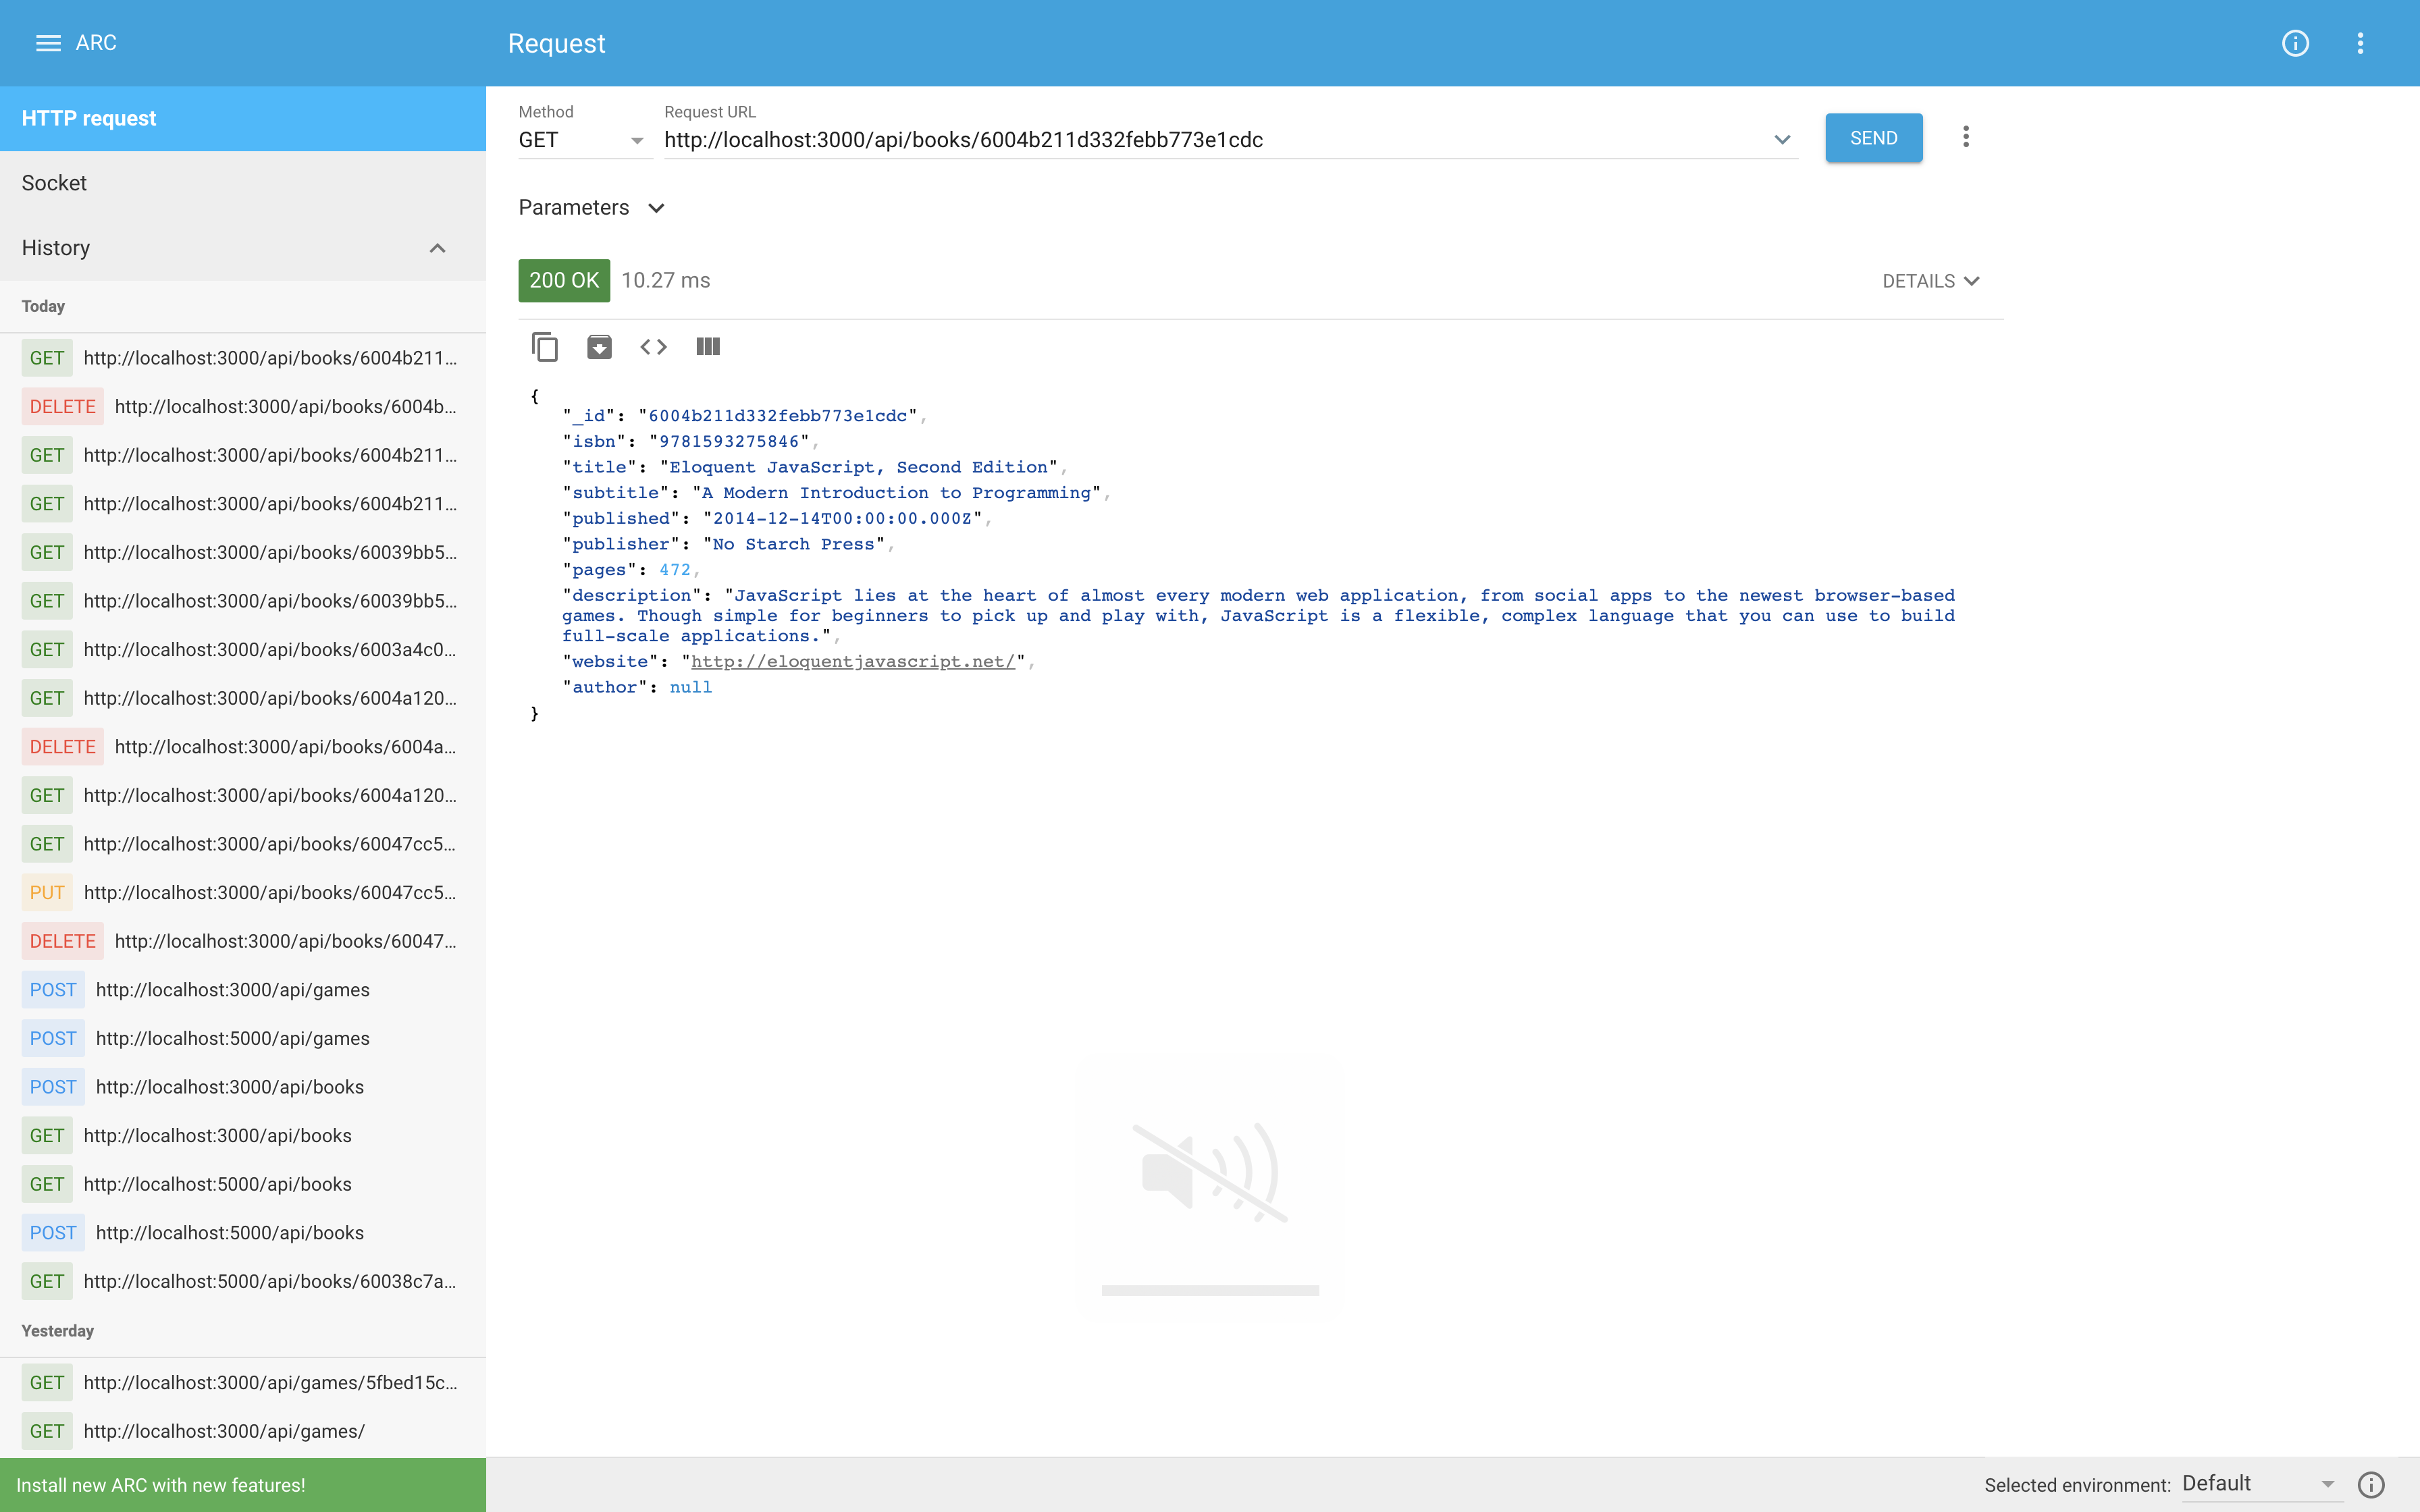 ARC
Request
HTTP request
Socket
History
Today
GET http://localhost:3000/api/books/6004b211...
DELETE http://localhost:3000/api/books/6004b...
GET http://localhost:3000/api/books/6004b211...
GET http://localhost:3000/api/books/6004b211...
GET http://localhost:3000/api/books/60039bb5...
GET http://localhost:3000/api/books/60039bb5...
GET http://localhost:3000/api/books/6003a4c0...
GET http://localhost:3000/api/books/6004a120...
DELETE http://localhost:3000/api/books/6004a...
GET http://localhost:3000/api/books/6004a120...
GET http://localhost:3000/api/books/60047cc5...
PUT http://localhost:3000/api/books/60047cc5...
DELETE http://localhost:3000/api/books/60047...
POST http://localhost:3000/api/games
POST http://localhost:5000/api/games
POST http://localhost:3000/api/books
GET http://localhost:3000/api/books
GET http://localhost:5000/api/books
POST http://localhost:5000/api/books
GET http://localhost:5000/api/books/60038c7a...
Yesterday
GET http://localhost:3000/api/games/5fbed15c...
GET http://localhost:3000/api/games/
Install new ARC with new features!
Method
GET
Request URL
http://localhost:3000/api/books/6004b211d332febb773e1cdc
SEND
Parameters
200 OK 10.27 ms
DETAILS
{
"_id": "6004b211d332febb773e1cdc",
"isbn": "9781593275846",
"title": "Eloquent JavaScript, Second Edition",
"subtitle": "A Modern Introduction to Programming",
"published": "2014-12-14T00:00:00.000Z",
"publisher": "No Starch Press",
"pages": 472,
"description": "JavaScript lies at the heart of almost every modern web application, from social apps to the newest browser-based
games. Though simple for beginners to pick up and play with, JavaScript is a flexible, complex language that you can use to build
full-scale applications.",
"website": "http://eloquentjavascript.net/",
"author": null
}
Selected environment: Default